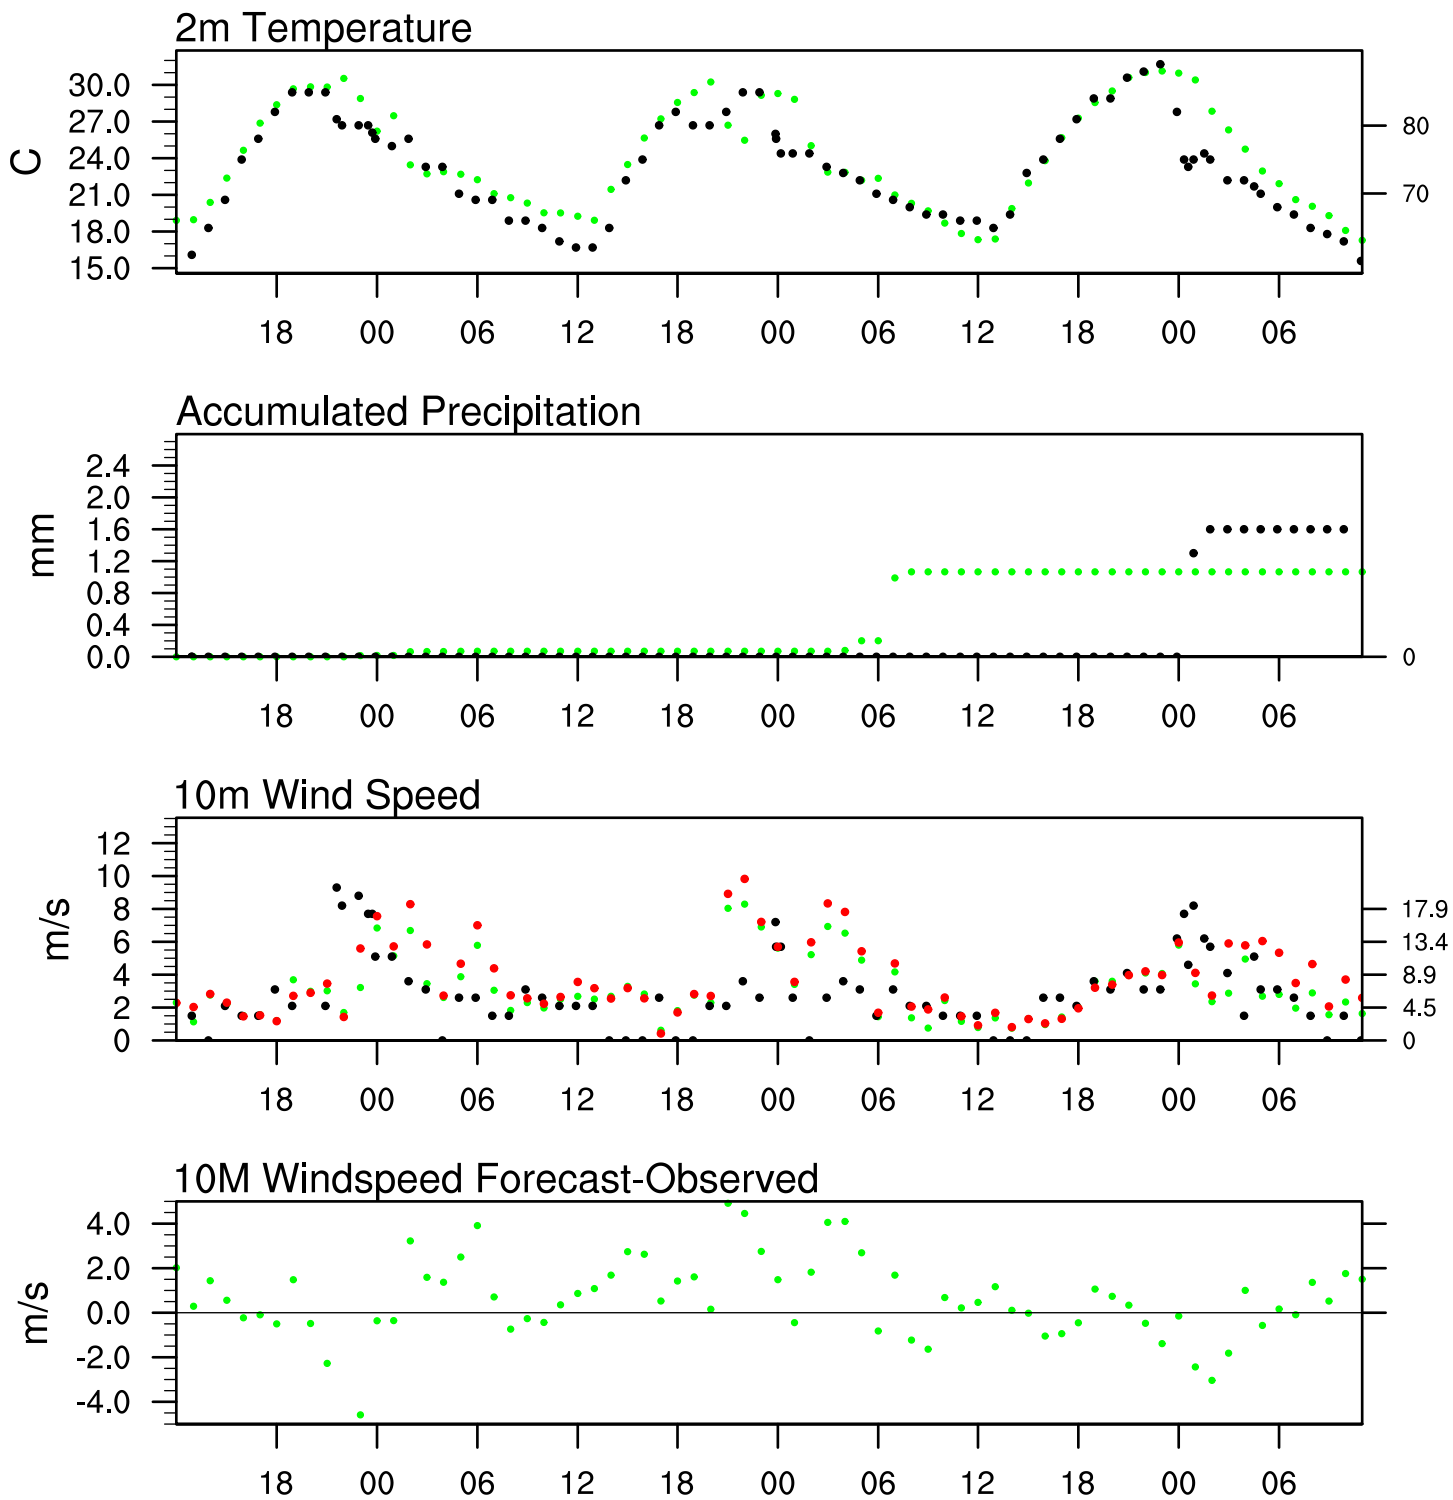 2m Temperature
30.0
27.0
24.0
21.0
18.0
15.0
C
80
70
18 00 06 12 18 00 06 12 18 00 06
Accumulated Precipitation
2.4
2.0
1.6
1.2
0.8
0.4
0.0
mm
0
18 00 06 12 18 00 06 12 18 00 06
10m Wind Speed
12
10
8
6
4
2
0
m/s
17.9
13.4
8.9
4.5
0
18 00 06 12 18 00 06 12 18 00 06
10M Windspeed Forecast-Observed
4.0
2.0
0.0
-2.0
-4.0
m/s
18 00 06 12 18 00 06 12 18 00 06